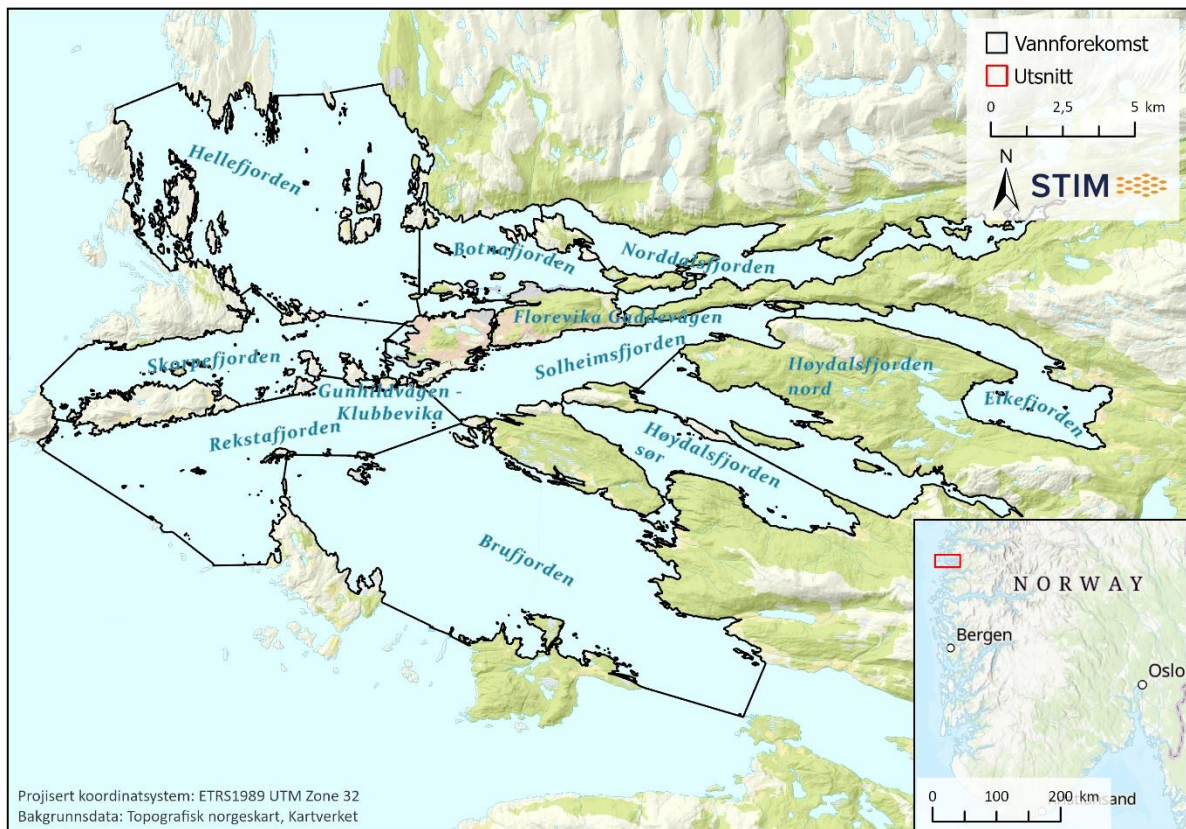 Vannforekomst
Utsnitt
0 2,5 5 km
N
STIM
Hellefjorden
Botnafjorden
Norddalsfjorden
Florevika Gaddevågen
Skorpefjorden
Solheimsfjorden
Høydalsfjorden
nord
Gunhildvågen -
Klubbevika
Eikefjorden
Rekstafjorden
Høydalsfjorden
sør
Brufjorden
NORWAY
Bergen
Oslo
0 100 200 km
Projisert koordinatsystem: ETRS1989 UTM Zone 32
Bakgrunnsdata: Topografisk norgeskart, Kartverket